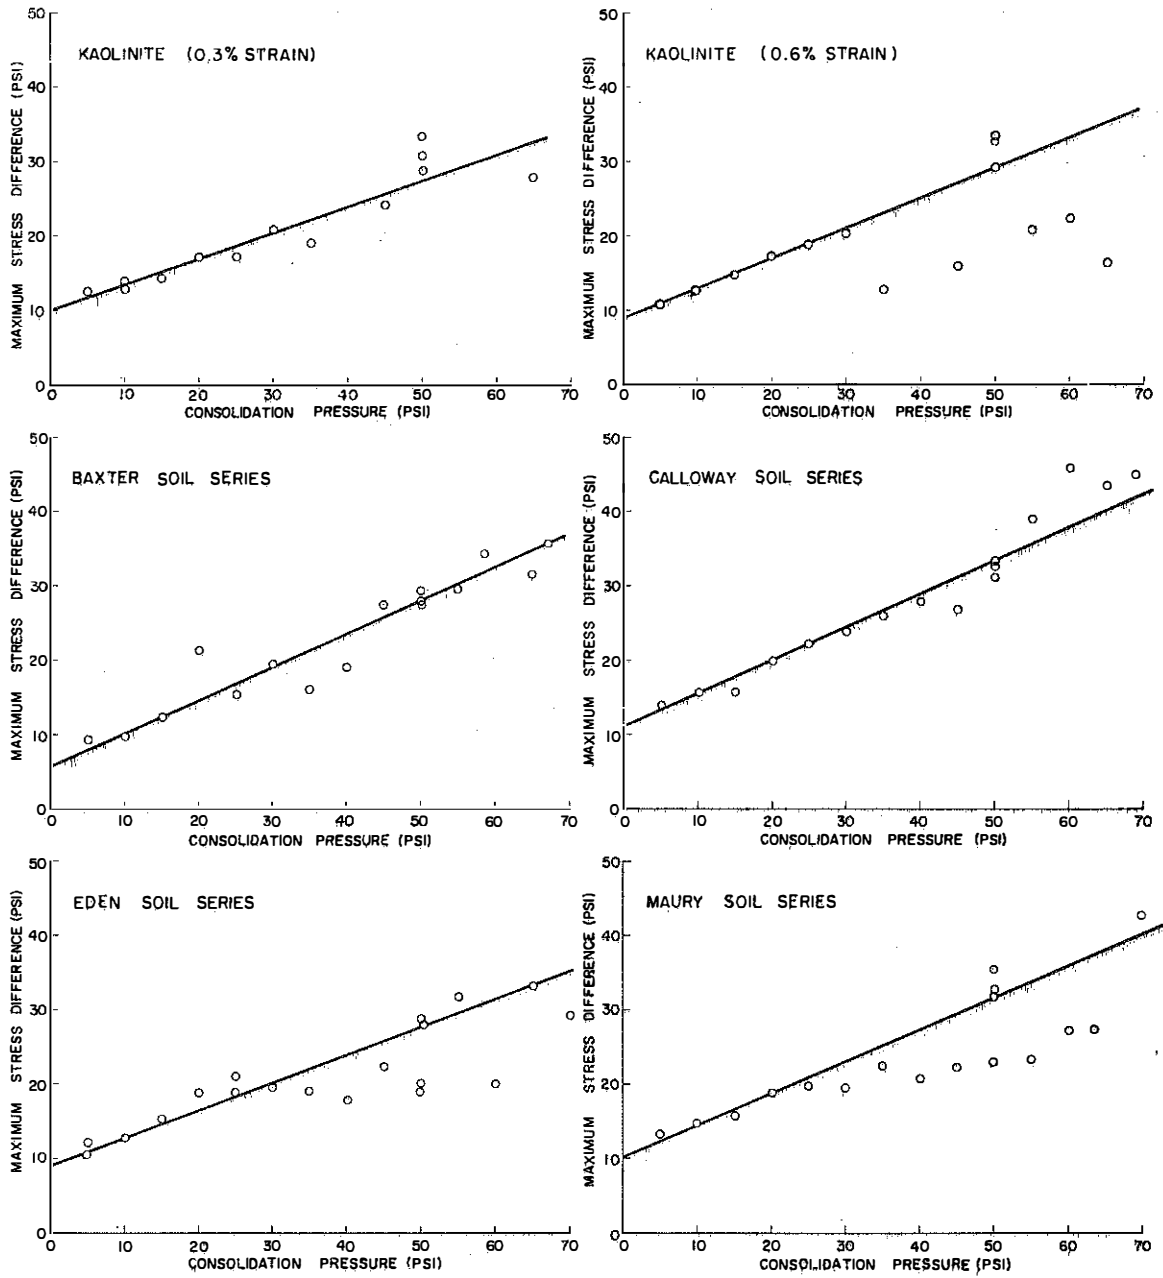 KAOLINITE (0.3% STRAIN)
MAXIMUM STRESS DIFFERENCE (PSI)
50
40
30
20
10
0
0 10 20 30 40 50 60 70
CONSOLIDATION PRESSURE (PSI)
KAOLINITE (0.6% STRAIN)
MAXIMUM STRESS DIFFERENCE (PSI)
50
40
30
20
10
0
0 10 20 30 40 50 60 70
CONSOLIDATION PRESSURE (PSI)
BAXTER SOIL SERIES
MAXIMUM STRESS DIFFERENCE (PSI)
50
40
30
20
10
0
0 10 20 30 40 50 60 70
CONSOLIDATION PRESSURE (PSI)
CALLOWAY SOIL SERIES
MAXIMUM STRESS DIFFERENCE (PSI)
50
40
30
20
10
0
0 10 20 30 40 50 60 70
CONSOLIDATION PRESSURE (PSI)
EDEN SOIL SERIES
MAXIMUM STRESS DIFFERENCE (PSI)
50
40
30
20
10
0
0 10 20 30 40 50 60 70
CONSOLIDATION PRESSURE (PSI)
MAURY SOIL SERIES
MAXIMUM STRESS DIFFERENCE (PSI)
50
40
30
20
10
0
0 10 20 30 40 50 60 70
CONSOLIDATION PRESSURE (PSI)